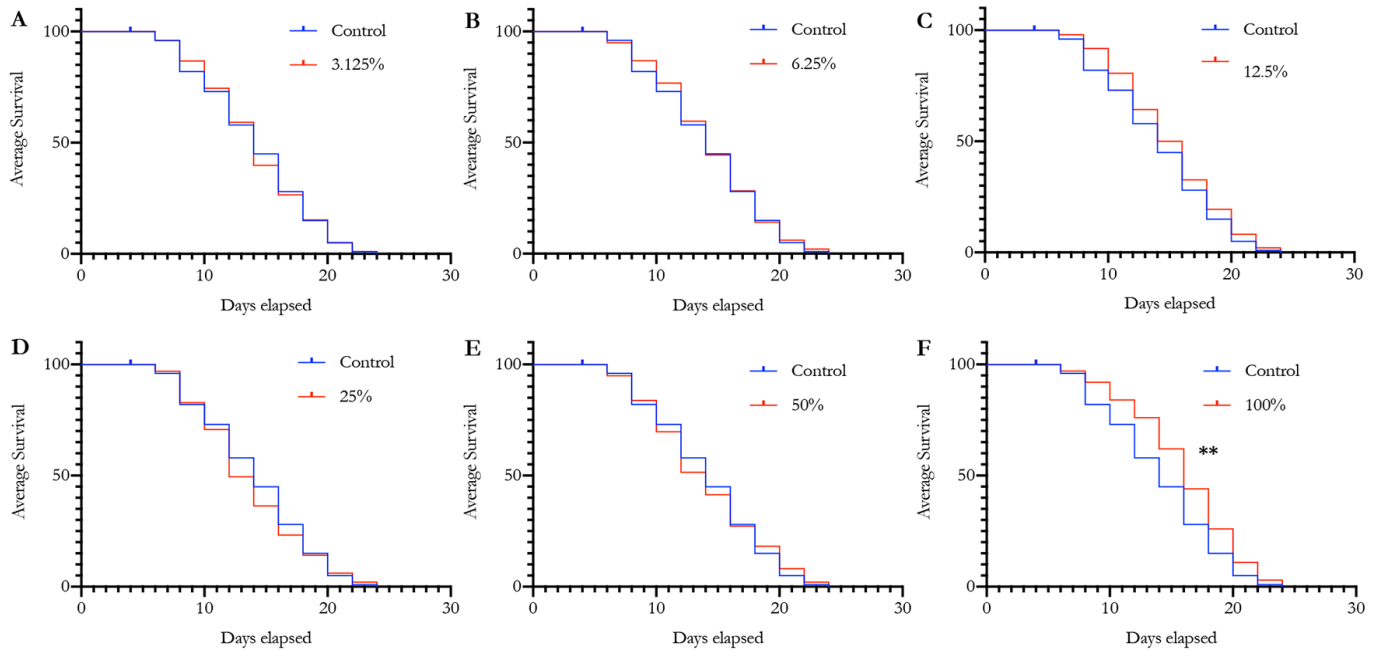 A
100
50
0
0 10 20 30
Average Survival
Days elapsed
Control
3.125%
B
100
50
0
0 10 20 30
Avearage Survival
Days elapsed
Control
6.25%
C
100
50
0
0 10 20 30
Average Survival
Days elapsed
Control
12.5%
D
100
50
0
0 10 20 30
Average Survival
Days elapsed
Control
25%
E
100
50
0
0 10 20 30
Average Survival
Days elapsed
Control
50%
F
100
50
0
0 10 20 30
Average Survival
Days elapsed
Control
100%
**